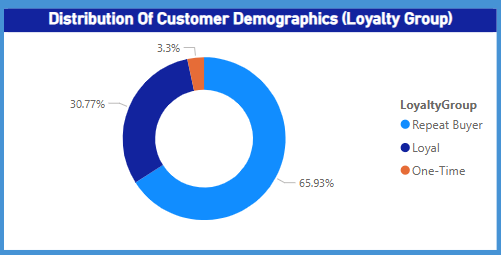 Distribution Of Customer Demographics (Loyalty Group)
3.3%
30.77%
65.93%
LoyaltyGroup
Repeat Buyer
Loyal
One-Time